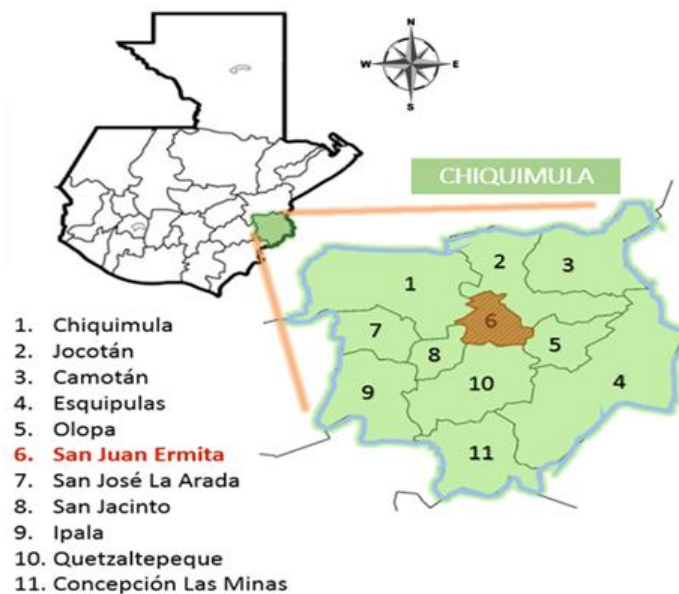 N
W E
S
CHIQUIMULA
1
2
3
4
5
6
7
8
9
10
11
1. Chiquimula
2. Jocotán
3. Camotán
4. Esquipulas
5. Olopa
6. San Juan Ermita
7. San José La Arada
8. San Jacinto
9. Ipala
10. Quetzaltepeque
11. Concepción Las Minas